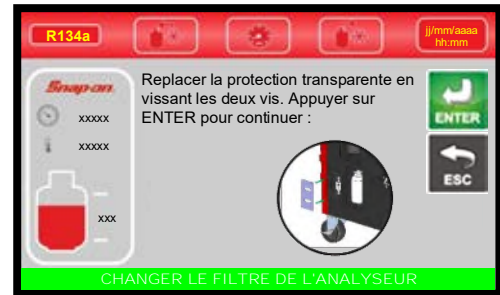 R134a
jj/mm/aaaa
hh:mm
Snap-on
xxxxx
xxxxx
xxx
Replacer la protection transparente en
vissant les deux vis. Appuyer sur
ENTER pour continuer :
ENTER
ESC
CHANGER LE FILTRE DE L'ANALYSEUR